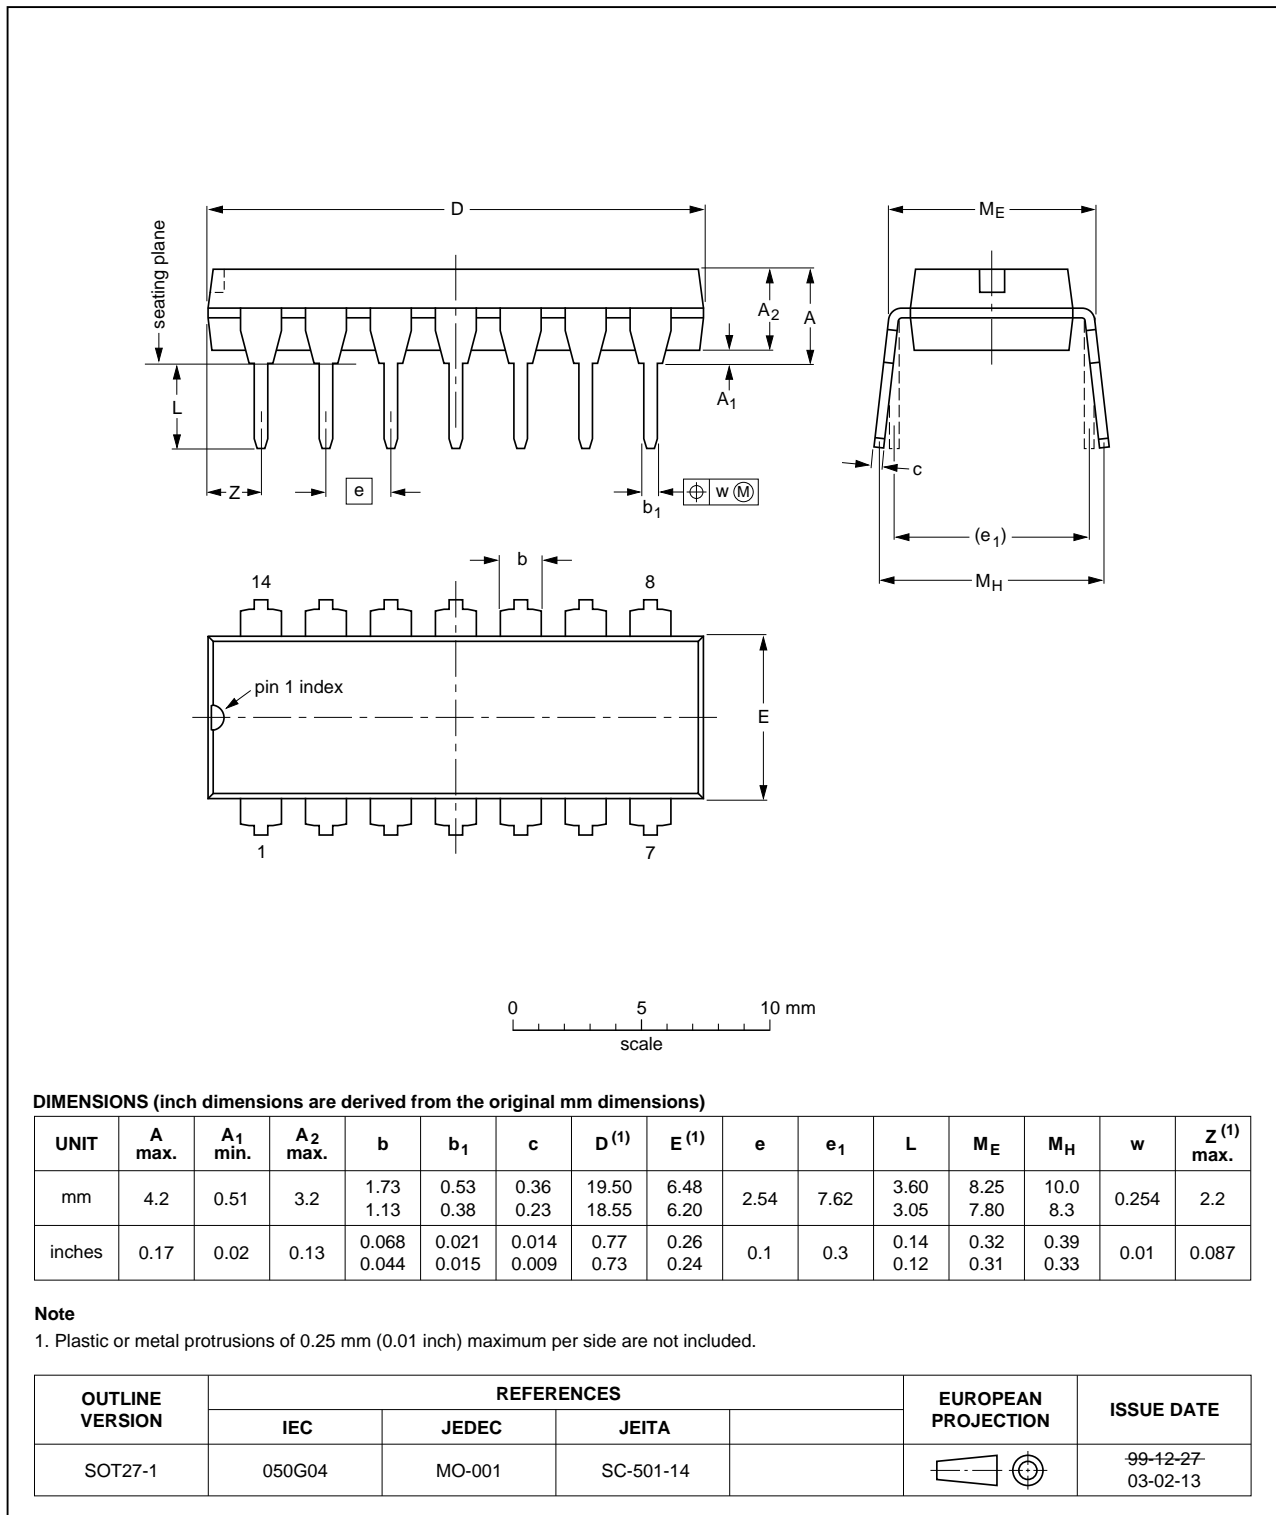 D
M E
seating plane
A 2
A
A 1
L
Z
e
b 1
w M
c
(e 1)
M H
b
14
8
pin 1 index
E
1
7
0 5 10 mm
scale
DIMENSIONS (inch dimensions are derived from the original mm dimensions)
UNIT A max. A1 min. A2 max. b b1 c D(1) E(1) e e1 L ME MH w Z(1) max.
mm 4.2 0.51 3.2 1.73 1.13 0.53 0.38 0.36 0.23 19.50 18.55 6.48 6.20 2.54 7.62 3.60 3.05 8.25 7.80 10.0 8.3 0.254 2.2
inches 0.17 0.02 0.13 0.068 0.044 0.021 0.015 0.014 0.009 0.77 0.73 0.26 0.24 0.1 0.3 0.14 0.12 0.32 0.31 0.39 0.33 0.01 0.087
Note
1. Plastic or metal protrusions of 0.25 mm (0.01 inch) maximum per side are not included.
OUTLINE VERSION REFERENCES EUROPEAN PROJECTION ISSUE DATE
IEC JEDEC JEITA
SOT27-1 050G04 MO-001 SC-501-14 99-12-27
03-02-13